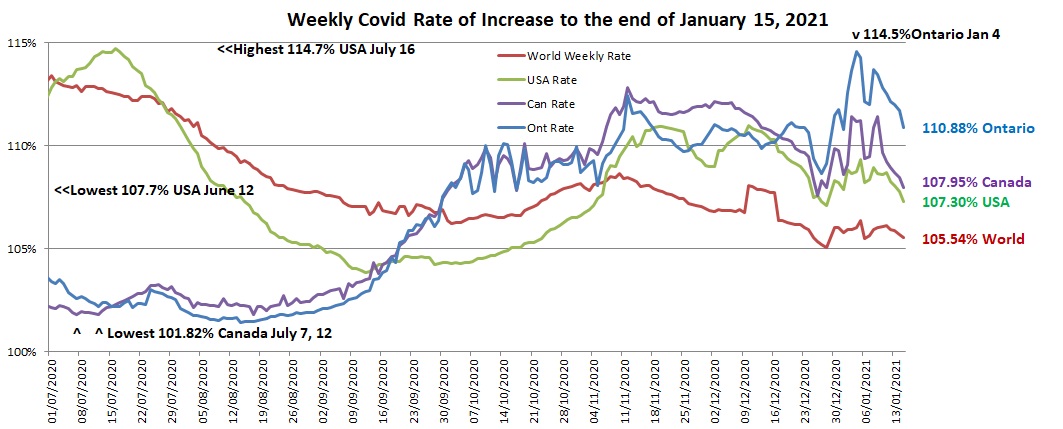 Weekly Covid Rate of Increase to the end of January 15, 2021
v 114.5%Ontario Jan 4
115%
<<Highest 114.7% USA July 16
World Weekly Rate
USA Rate
Can Rate
Ont Rate
110%
110.88% Ontario
<<Lowest 107.7% USA June 12
107.95% Canada
107.30% USA
105%
105.54% World
^ ^ Lowest 101.82% Canada July 7, 12
100%
01/07/2020
08/07/2020
15/07/2020
22/07/2020
29/07/2020
05/08/2020
12/08/2020
19/08/2020
26/08/2020
02/09/2020
09/09/2020
16/09/2020
23/09/2020
30/09/2020
07/10/2020
14/10/2020
21/10/2020
28/10/2020
04/11/2020
11/11/2020
18/11/2020
25/11/2020
02/12/2020
09/12/2020
16/12/2020
23/12/2020
30/12/2020
06/01/2021
13/01/2021